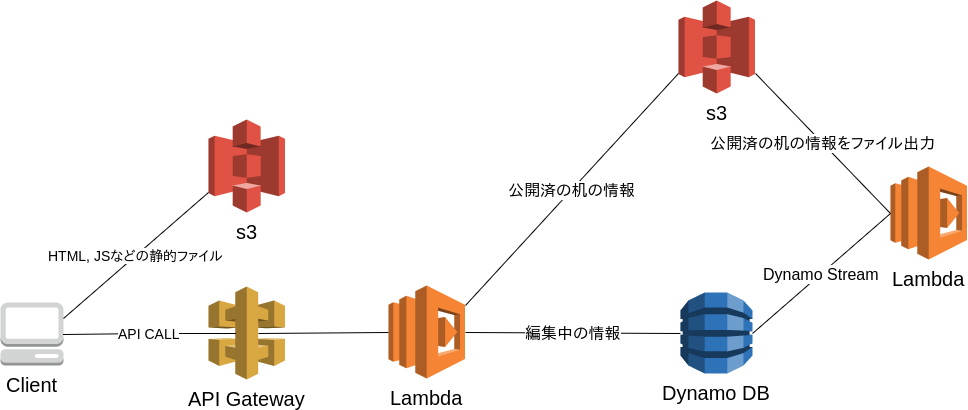 s3
公開済の机の情報をファイル出力
s3
公開済の机の情報
HTML, JSなどの静的ファイル
Dynamo Stream
Lambda
API CALL
編集中の情報
Client
API Gateway
Lambda
Dynamo DB